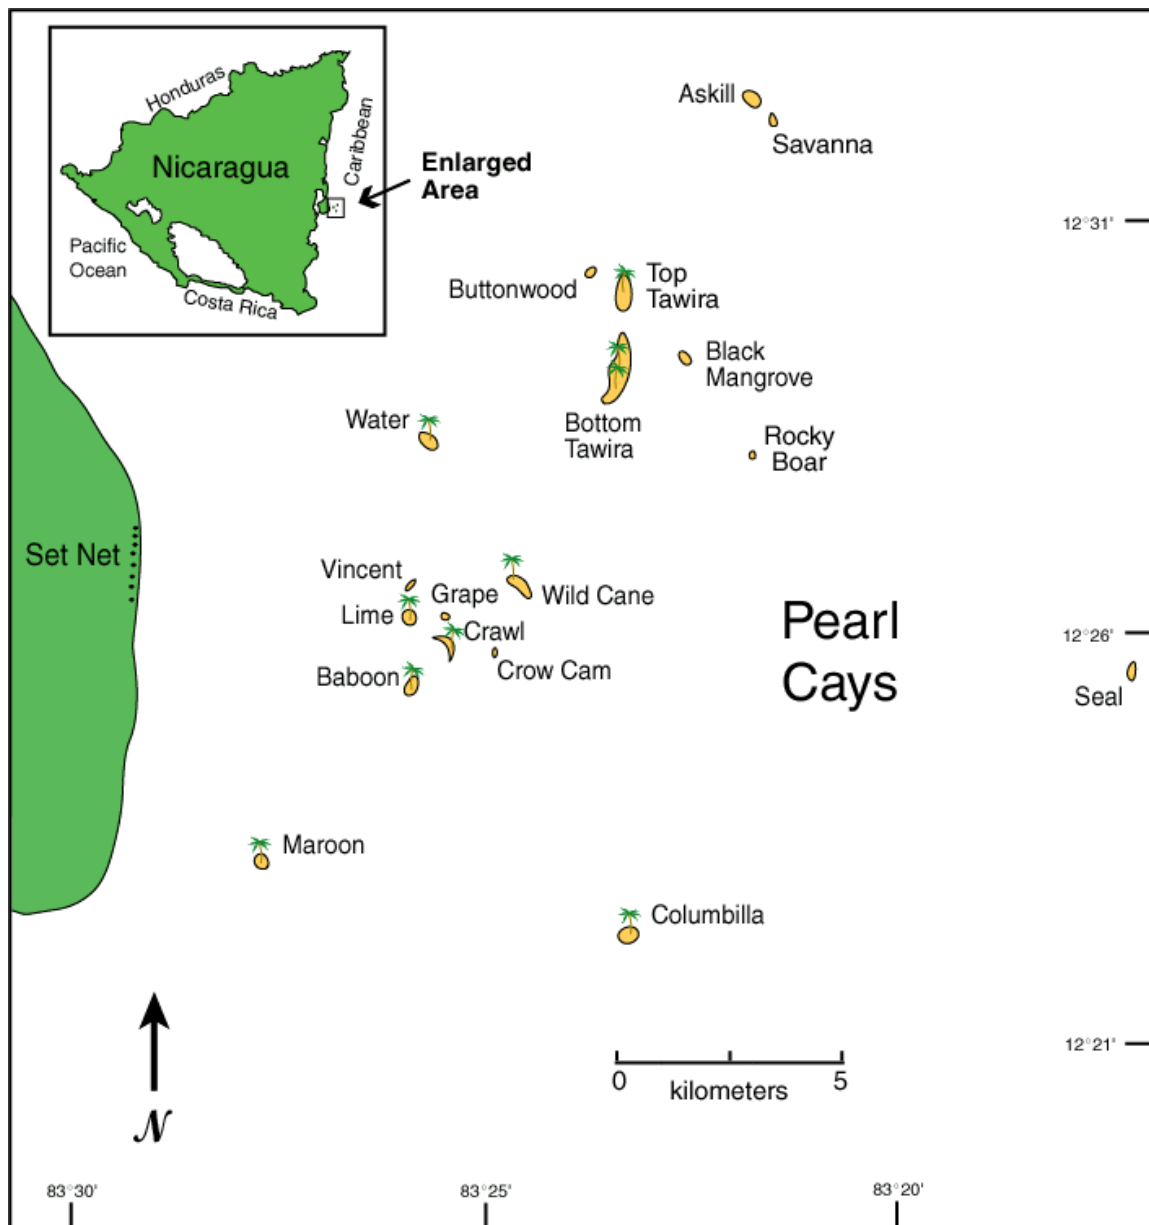 Honduras
Caribbean
Nicaragua
Enlarged
Area
Pacific
Ocean
Costa Rica
Askill
Savanna
12°31'
Buttonwood
Top
Tawira
Black
Mangrove
Water
Bottom
Tawira
Rocky
Boar
Set Net
Vincent
Grape
Wild Cane
Lime
Crawl
Pearl
Cays
12°26'
Baboon
Crow Cam
Seal
Maroon
Columbilla
12°21'
0
5
kilometers
N
83°30'
83°25'
83°20'